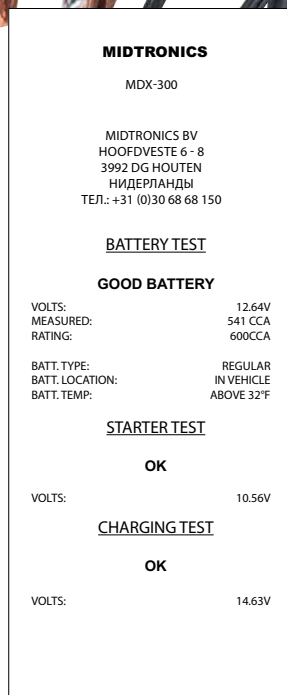 MIDTRONICS
MDX-300
MIDTRONICS BV
HOOFDVESTE 6 - 8
3992 DG HOUTEN
НИДЕРЛАНДЫ
ТЕЛ.: +31 (0)30 68 68 150
BATTERY TEST
GOOD BATTERY
VOLTS: 12.64V
MEASURED: 541 CCA
RATING: 600CCA
BATT. TYPE: REGULAR
BATT. LOCATION: IN VEHICLE
BATT. TEMP: ABOVE 32°F
STARTER TEST
OK
VOLTS: 10.56V
CHARGING TEST
OK
VOLTS: 14.63V